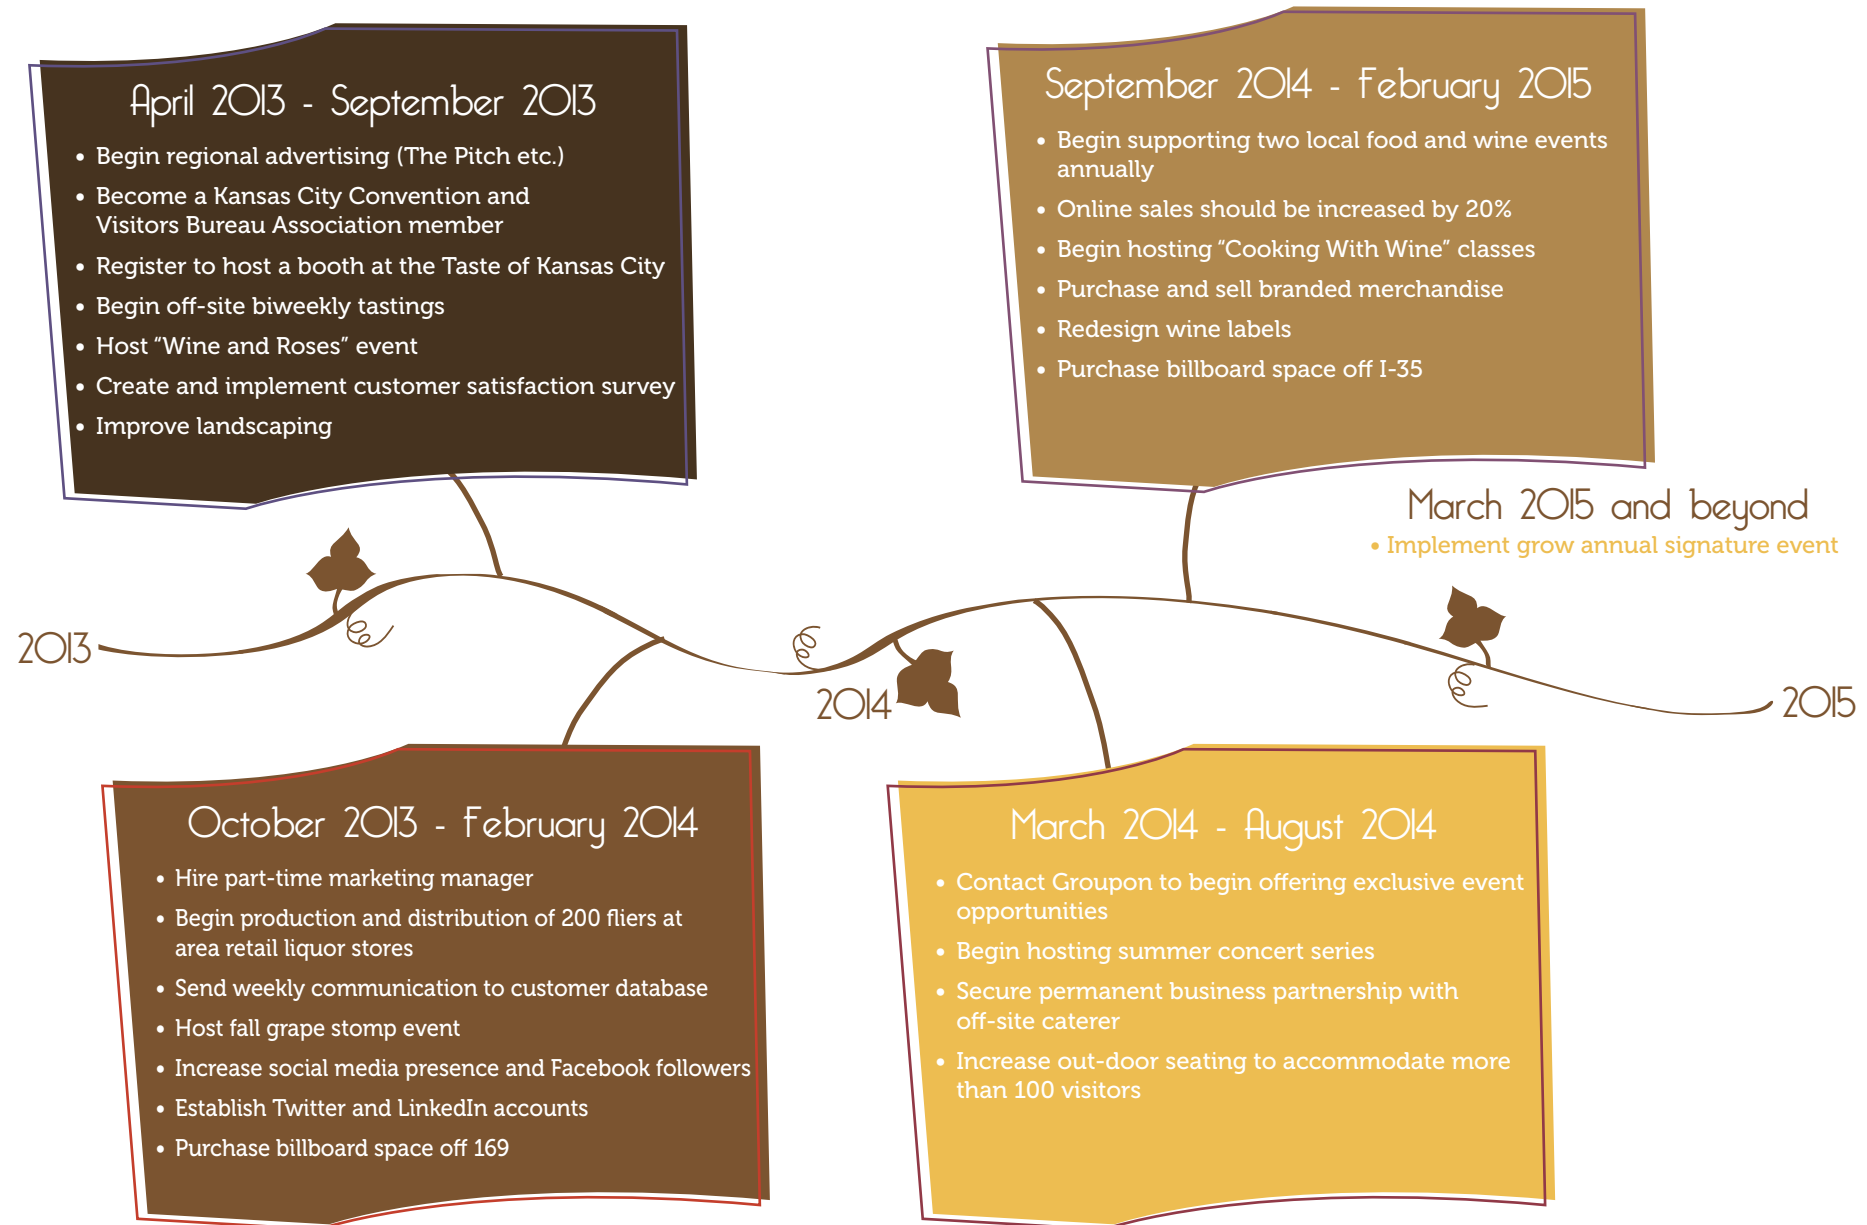 April 2013 - September 2013
• Begin regional advertising (The Pitch etc.)
• Become a Kansas City Convention and
Visitors Bureau Association member
• Register to host a booth at the Taste of Kansas City
• Begin off-site biweekly tastings
• Host “Wine and Roses” event
• Create and implement customer satisfaction survey
• Improve landscaping
September 2014 - February 2015
• Begin supporting two local food and wine events
annually
• Online sales should be increased by 20%
• Begin hosting “Cooking With Wine” classes
• Purchase and sell branded merchandise
• Redesign wine labels
• Purchase billboard space off I-35
March 2015 and beyond
• Implement grow annual signature event
2013
2014
2015
October 2013 - February 2014
• Hire part-time marketing manager
• Begin production and distribution of 200 fliers at
area retail liquor stores
• Send weekly communication to customer database
• Host fall grape stomp event
• Increase social media presence and Facebook followers
• Establish Twitter and LinkedIn accounts
• Purchase billboard space off 169
March 2014 - August 2014
• Contact Groupon to begin offering exclusive event
opportunities
• Begin hosting summer concert series
• Secure permanent business partnership with
off-site caterer
• Increase out-door seating to accommodate more
than 100 visitors